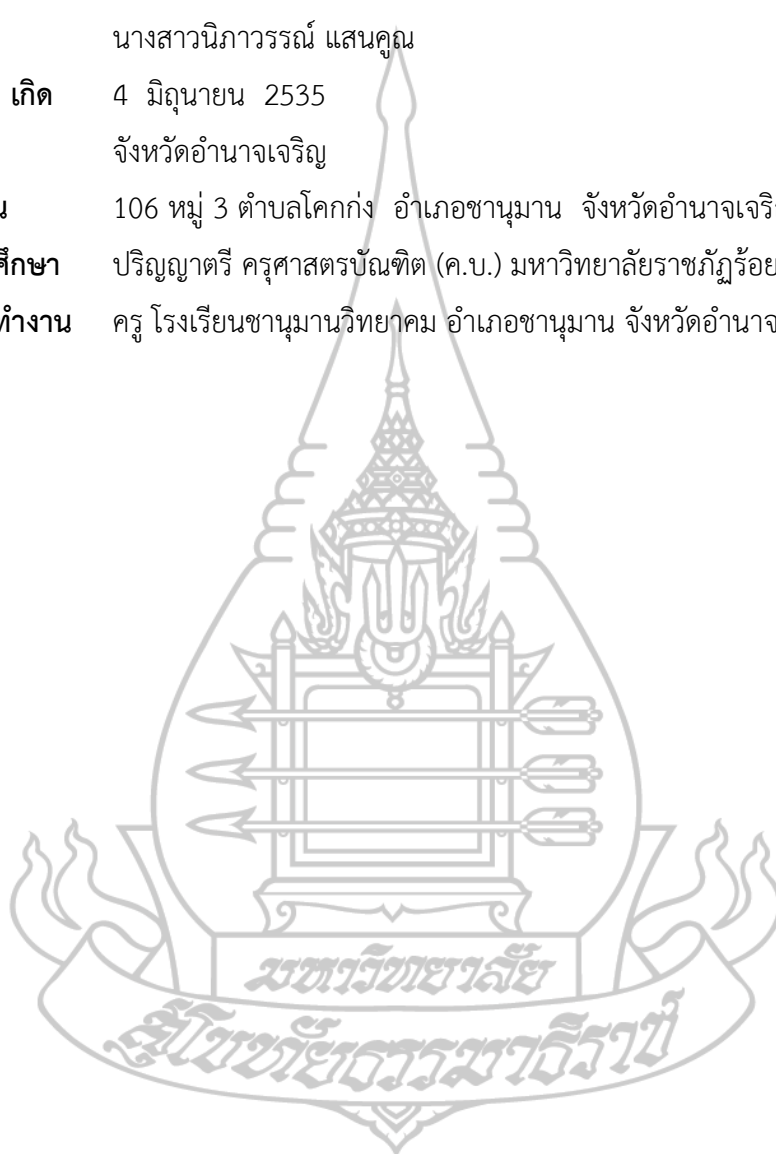 นางสาวนิภาวรรณ์ แสนคูณ
เกิด 4 มิถุนายน 2535
จังหวัดอำนาจเจริญ
106 หมู่ 3 ตำบลโคกก่ง อำเภอชานุมาน จังหวัดอำนาจเจริ
ศึกษา ปริญญาตรี ครุศาสตรบัณฑิต (ค.บ.) มหาวิทยาลัยราชภัฏร้อย
ทำงาน ครู โรงเรียนชานุมานวิทยาคม อำเภอชานุมาน จังหวัดอำนาจ
มหาวิทยาลัย
สุโขทัยธรรมาธิราช